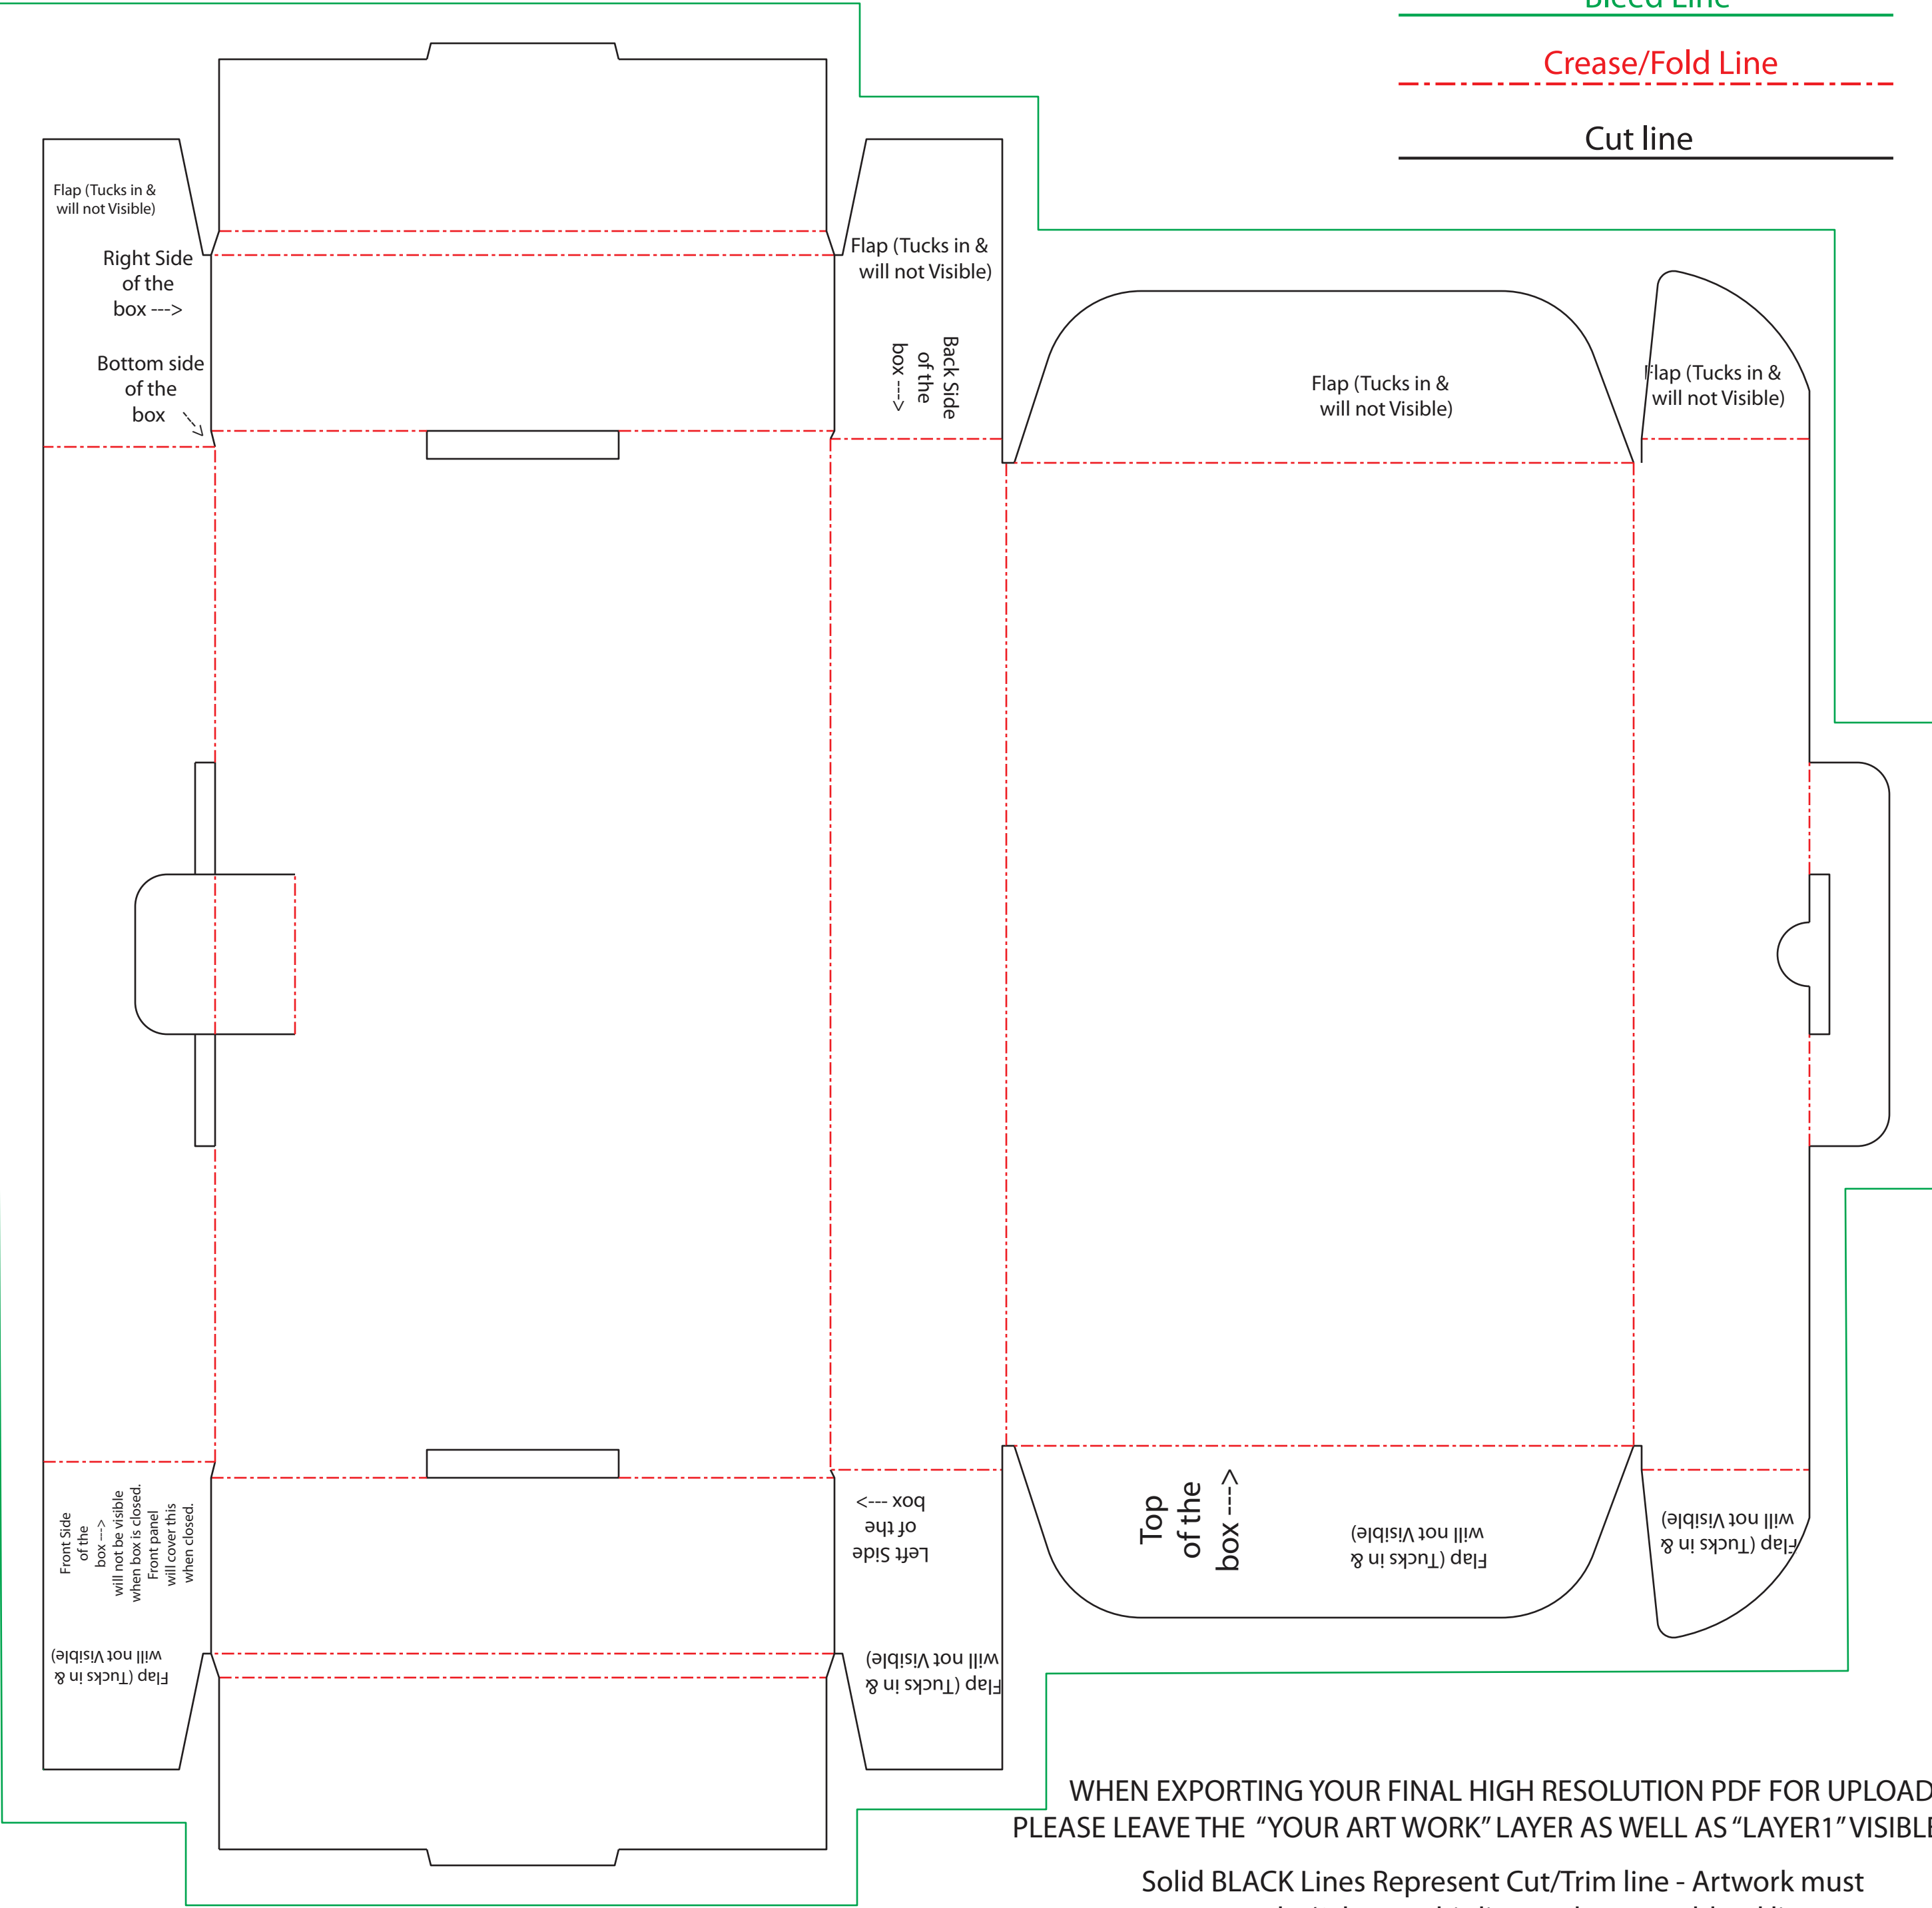 Bleed Line
Crease/Fold Line
Cut line
Flap (Tucks in &
will not Visible)
Right Side
of the
box --->
Bottom side
of the
box --->
Flap (Tucks in &
will not Visible)
Back Side
of the
box --->
Flap (Tucks in &
will not Visible)
Flap (Tucks in &
will not Visible)
Front Side
of the
box --->
will not be visible
when box is closed.
Front panel
will cover this
when closed.
Flap (Tucks in &
will not Visible)
Left Side
of the
box --->
Flap (Tucks in &
will not Visible)
Top
of the
box --->
Flap (Tucks in &
will not Visible)
Flap (Tucks in &
will not Visible)
WHEN EXPORTING YOUR FINAL HIGH RESOLUTION PDF FOR UPLOAD
PLEASE LEAVE THE "YOUR ART WORK" LAYER AS WELL AS "LAYER1" VISIBLE
Solid BLACK Lines Represent Cut/Trim line - Artwork must